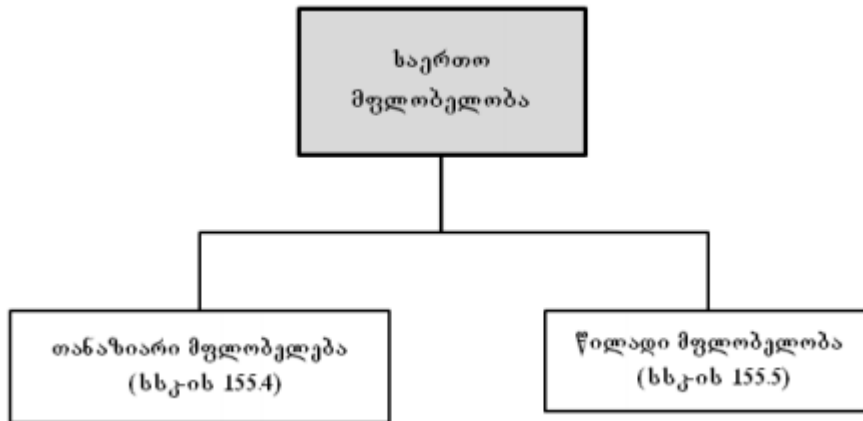 საერთო
მფლობელობა
თანაზიარი მფლობელება
(სსკ-ის 155.4)
წილადი მფლობელობა
(სსკ-ის 155.5)